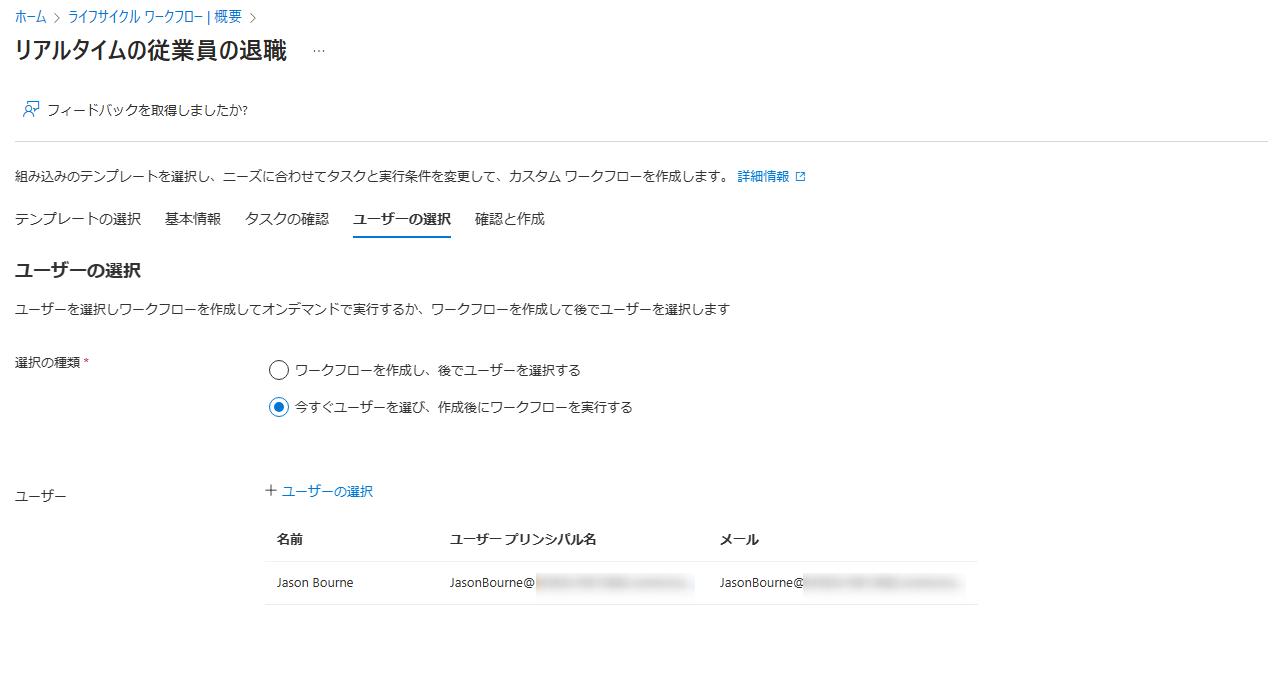 ホーム > ライフサイクル ワークフロー | 概要 >
リアルタイムの従業員の退職 ...
フィードバックを取得しましたか?
組み込みのテンプレートを選択し、ニーズに合わせてタスクと実行条件を変更して、カスタム ワークフローを作成します。 詳細情報
テンプレートの選択 基本情報 タスクの確認 ユーザーの選択 確認と作成
ユーザーの選択
ユーザーを選択しワークフローを作成してオンデマンドで実行するか、ワークフローを作成して後でユーザーを選択します
選択の種類 *
ワークフローを作成し、後でユーザーを選択する
今すぐユーザーを選び、作成後にワークフローを実行する
ユーザー
+ ユーザーの選択
名前 ユーザー プリンシパル名 メール
Jason Bourne JasonBourne@ JasonBourne@